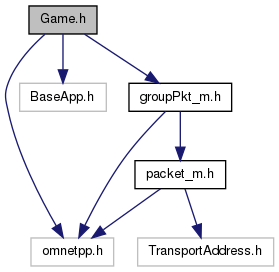 Game.h
BaseApp.h
groupPkt_m.h
packet_m.h
omnetpp.h
TransportAddress.h